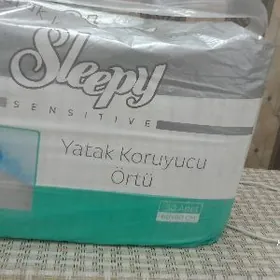 Sleepy
SENSITIVE
Yatak Koruyucu
Örtü